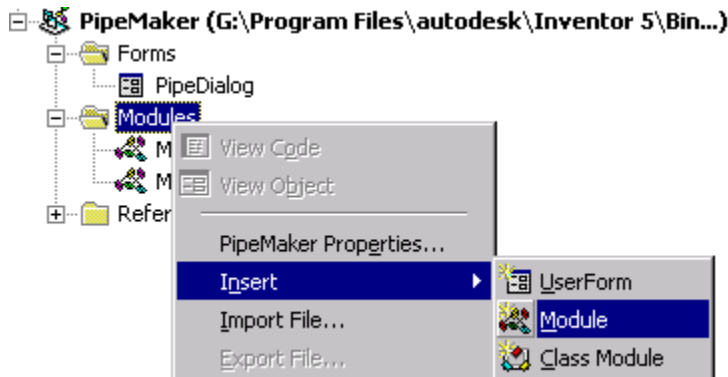 PipeMaker (G:\Program Files\autodesk\Inventor 5\Bin...)
Forms
PipeDialog
Modules
M
View Code
M
View Object
Refer
PipeMaker Properties...
Insert
UserForm
Import File...
Module
Export File...
Class Module